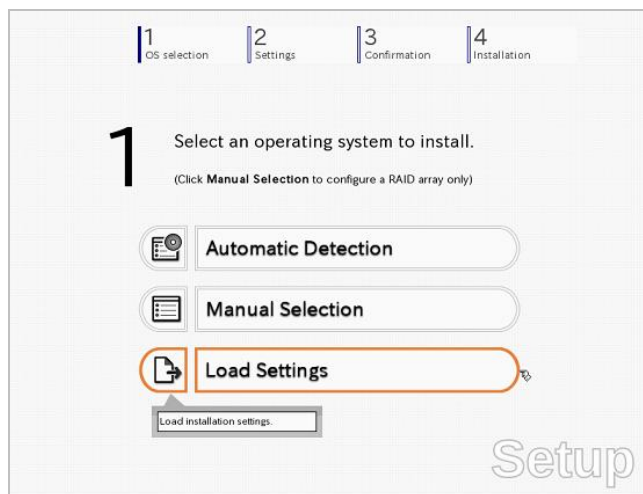 1
OS selection
2
Settings
3
Confirmation
4
Installation
1
Select an operating system to install.
(Click Manual Selection to configure a RAID array only)
Automatic Detection
Manual Selection
Load Settings
Load installation settings.
Setup